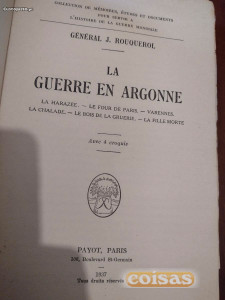 COLLECTION DE MÉMOIRES, ÉTUDES ET DOCUMENTS
POUR SERVIR A
L'HISTOIRE DE LA GUERRE MONDIALE
GÉNÉRAL J. ROUQUEROL
LA
GUERRE EN ARGONNE
LA HARAZÉE. — LE FOUR DE PARIS. — VARENNES
LA CHALADE. — LE BOIS DE LA GRURIE. — LA FILLE MORTE
Avec 4 croquis
PAYOT, PARIS
106, Boulevard St-Germain
1937
Tous droits réservés
coisas